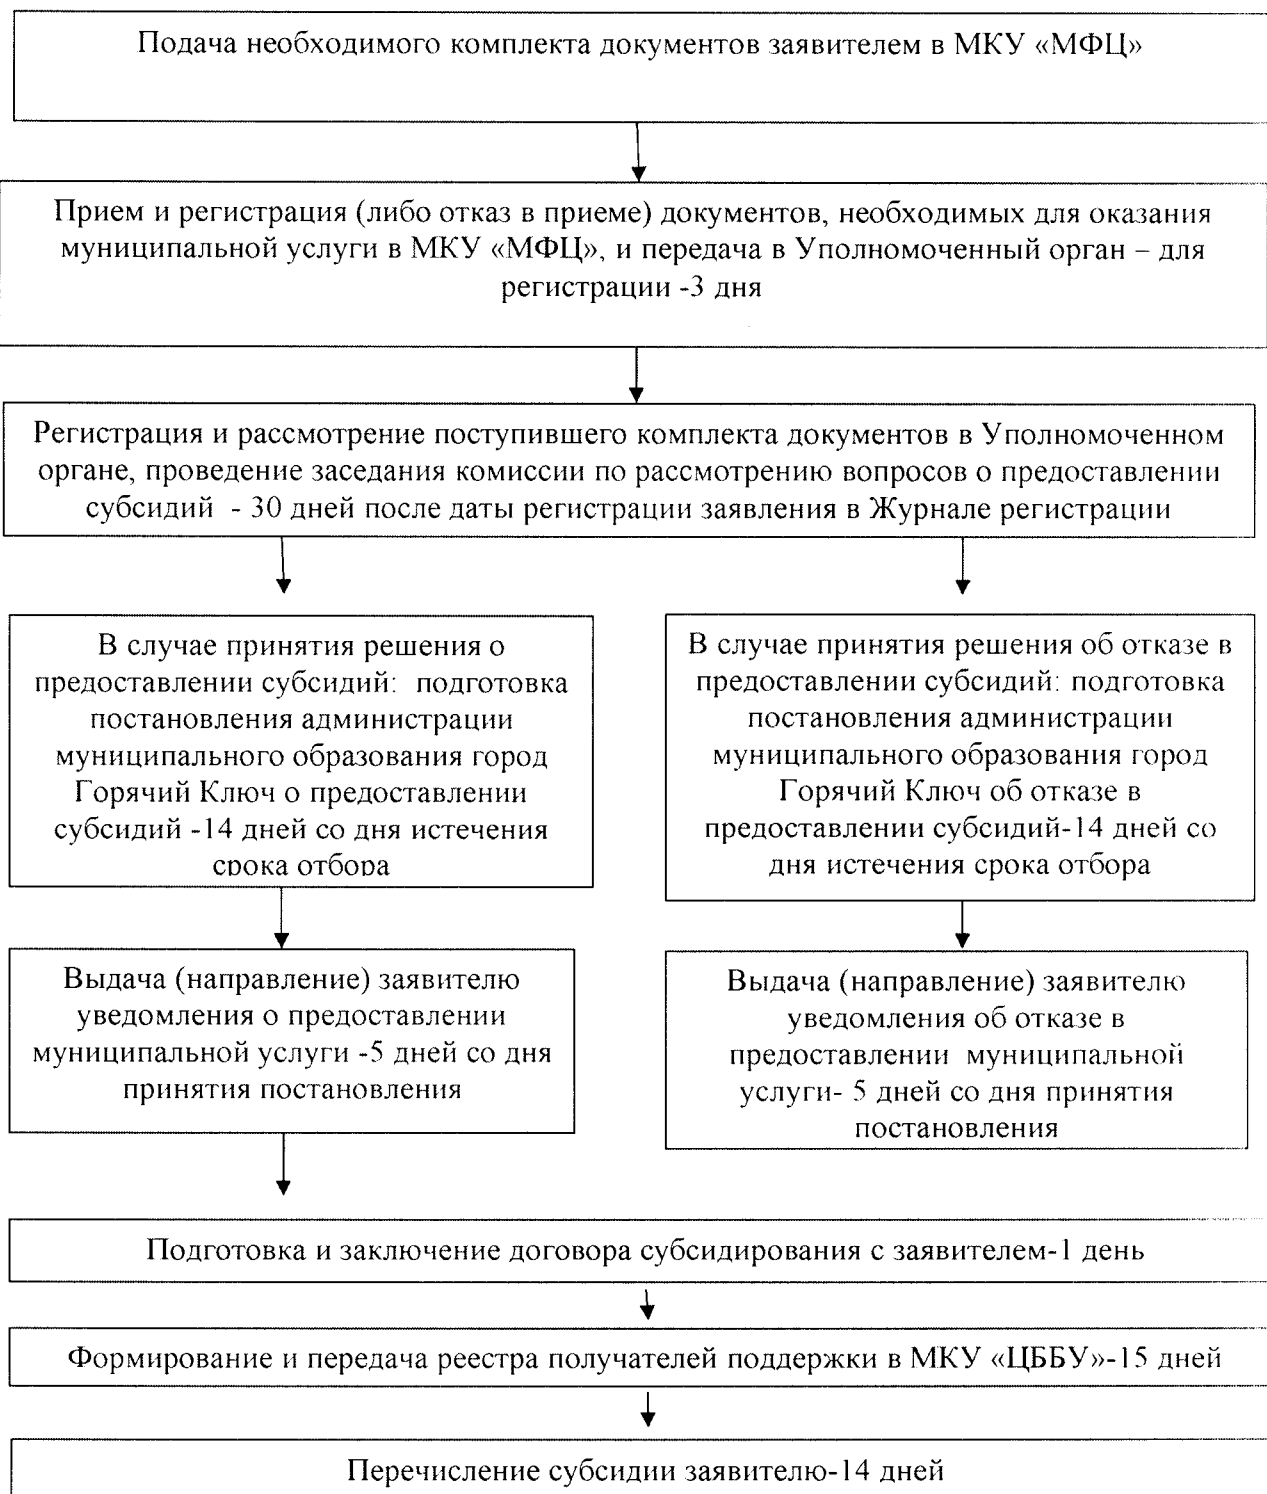 Подача необходимого комплекта документов заявителем в МКУ «МФЦ»
Прием и регистрация (либо отказ в приеме) документов, необходимых для оказания
муниципальной услуги в МКУ «МФЦ», и передача в Уполномоченный орган – для
регистрации -3 дня
Регистрация и рассмотрение поступившего комплекта документов в Уполномоченном
органе, проведение заседания комиссии по рассмотрению вопросов о предоставлении
субсидий - 30 дней после даты регистрации заявления в Журнале регистрации
В случае принятия решения о
предоставлении субсидий: подготовка
постановления администрации
муниципального образования город
Горячий Ключ о предоставлении
субсидий -14 дней со дня истечения
срока отбора
В случае принятия решения об отказе в
предоставлении субсидий: подготовка
постановления администрации
муниципального образования город
Горячий Ключ об отказе в
предоставлении субсидий-14 дней со
дня истечения срока отбора
Выдача (направление) заявителю
уведомления о предоставлении
муниципальной услуги -5 дней со дня
принятия постановления
Выдача (направление) заявителю
уведомления об отказе в
предоставлении муниципальной
услуги- 5 дней со дня принятия
постановления
Подготовка и заключение договора субсидирования с заявителем-1 день
Формирование и передача реестра получателей поддержки в МКУ «ЦББУ»-15 дней
Перечисление субсидии заявителю-14 дней